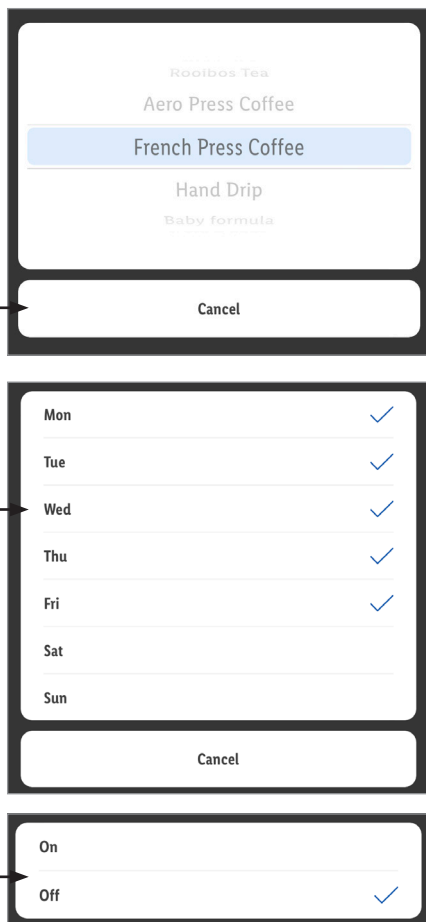 Rooibos Tea
Aero Press Coffee
French Press Coffee
Hand Drip
Baby formula
Cancel
Mon
Tue
Wed
Thu
Fri
Sat
Sun
Cancel
On
Off